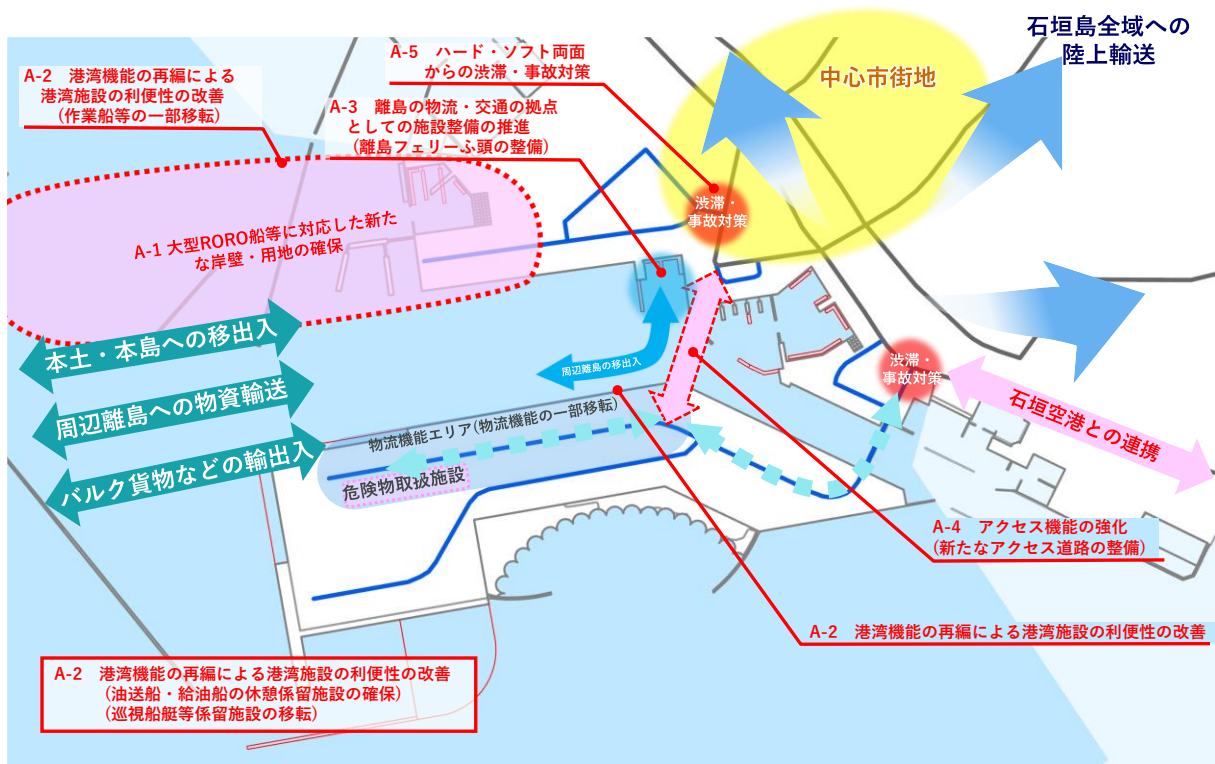 石垣島全域への
陸上輸送
A-5 ハード・ソフト両面
からの渋滞・事故対策
中心市街地
A-2 港湾機能の再編による
港湾施設の利便性の改善
(作業船等の一部移転)
A-3 離島の物流・交通の拠点
としての施設整備の推進
(離島フェリーふ頭の整備)
渋滞・
事故対策
A-1 大型RORO船等に対応した新た
な岸壁・用地の確保
本土・本島への移出入
周辺離島の移出入
渋滞・
事故対策
周辺離島への物資輸送
石垣空港との連携
物流機能エリア(物流機能の一部移転)
バルク貨物などの輸出入
危険物取扱施設
A-4 アクセス機能の強化
(新たなアクセス道路の整備)
A-2 港湾機能の再編による港湾施設の利便性の改善
A-2 港湾機能の再編による港湾施設の利便性の改善
(油送船・給油船の休憩係留施設の確保)
(巡視船艇等係留施設の移転)